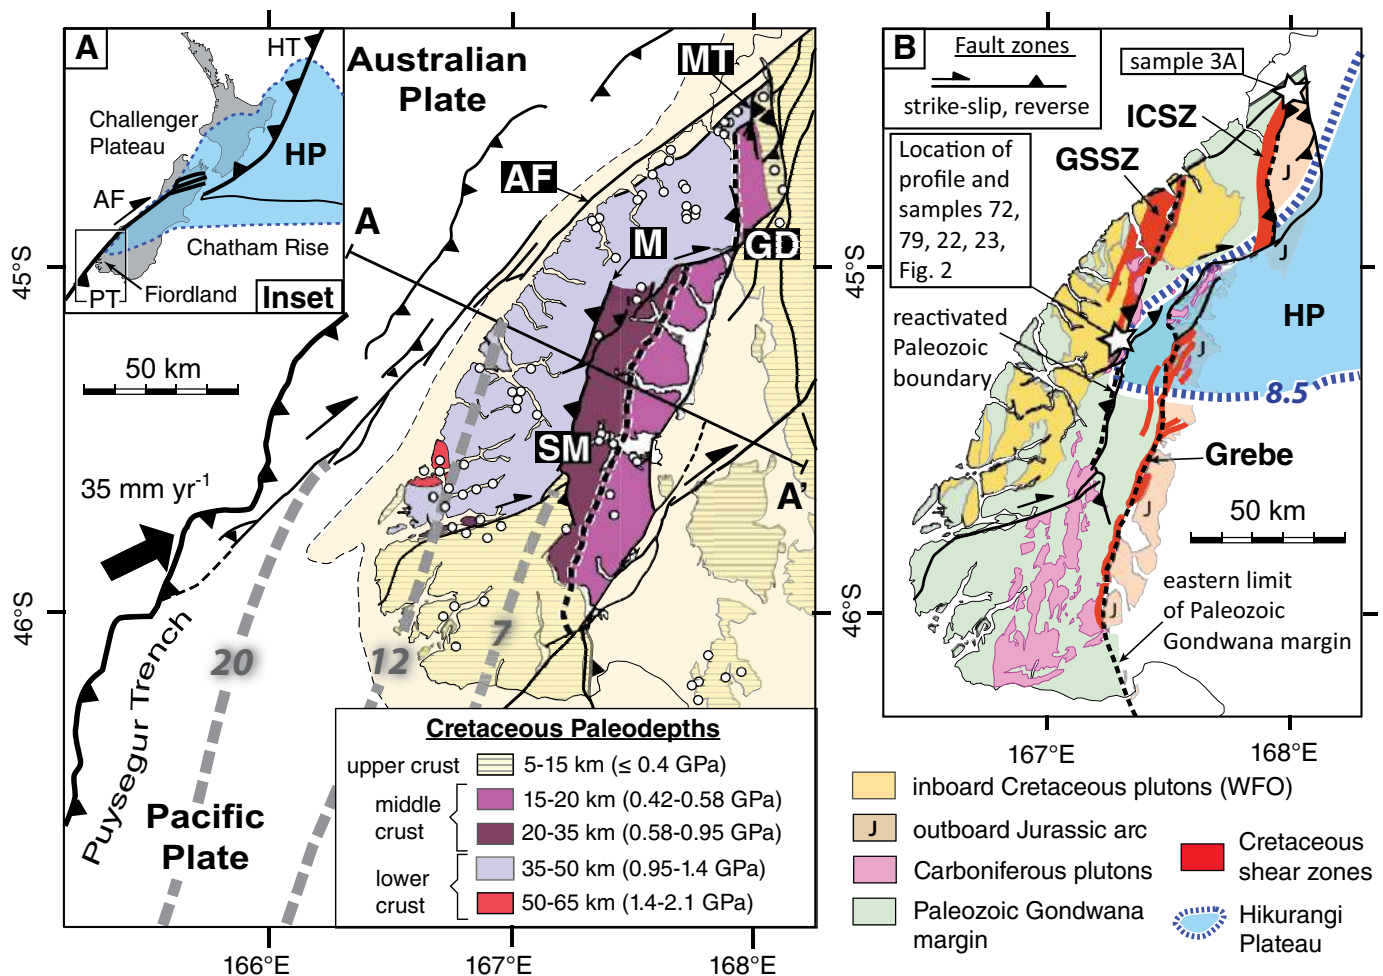 A
HT
Challenger
Plateau
HP
AF
Chatham Rise
PT
Fiordland
Inset
Australian
Plate
MT
AF
A
M
GD
SM
A'
50 km
35 mm yr-1
20
12
7
Puysegur Trench
Pacific
Plate
45°S
46°S
166°E
167°E
168°E
Cretaceous Paleodepths
upper crust
5-15 km (≤ 0.4 GPa)
middle
crust
15-20 km (0.42-0.58 GPa)
20-35 km (0.58-0.95 GPa)
lower
crust
35-50 km (0.95-1.4 GPa)
50-65 km (1.4-2.1 GPa)
B
Fault zones
strike-slip, reverse
sample 3A
ICSZ
GSSZ
Location of
profile and
samples 72,
79, 22, 23,
Fig. 2
reactivated
Paleozoic
boundary
J
J
HP
J
8.5
Grebe
J
50 km
J
eastern limit
of Paleozoic
Gondwana margin
45°S
46°S
167°E
168°E
inboard Cretaceous plutons (WFO)
J outboard Jurassic arc
Carboniferous plutons
Paleozoic Gondwana
margin
Cretaceous
shear zones
Hikurangi
Plateau